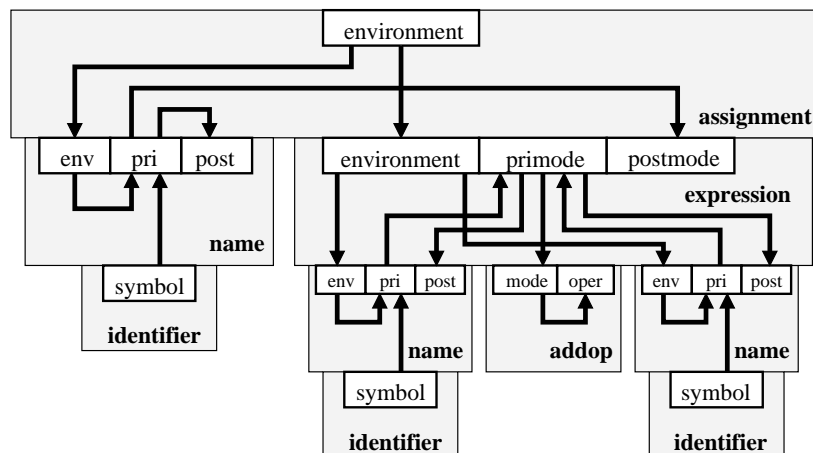 environment
assignment
env pri post
environment primode postmode
expression
name
symbol
identifier
env pri post
mode oper
env pri post
name
addop
name
symbol
symbol
identifier
identifier